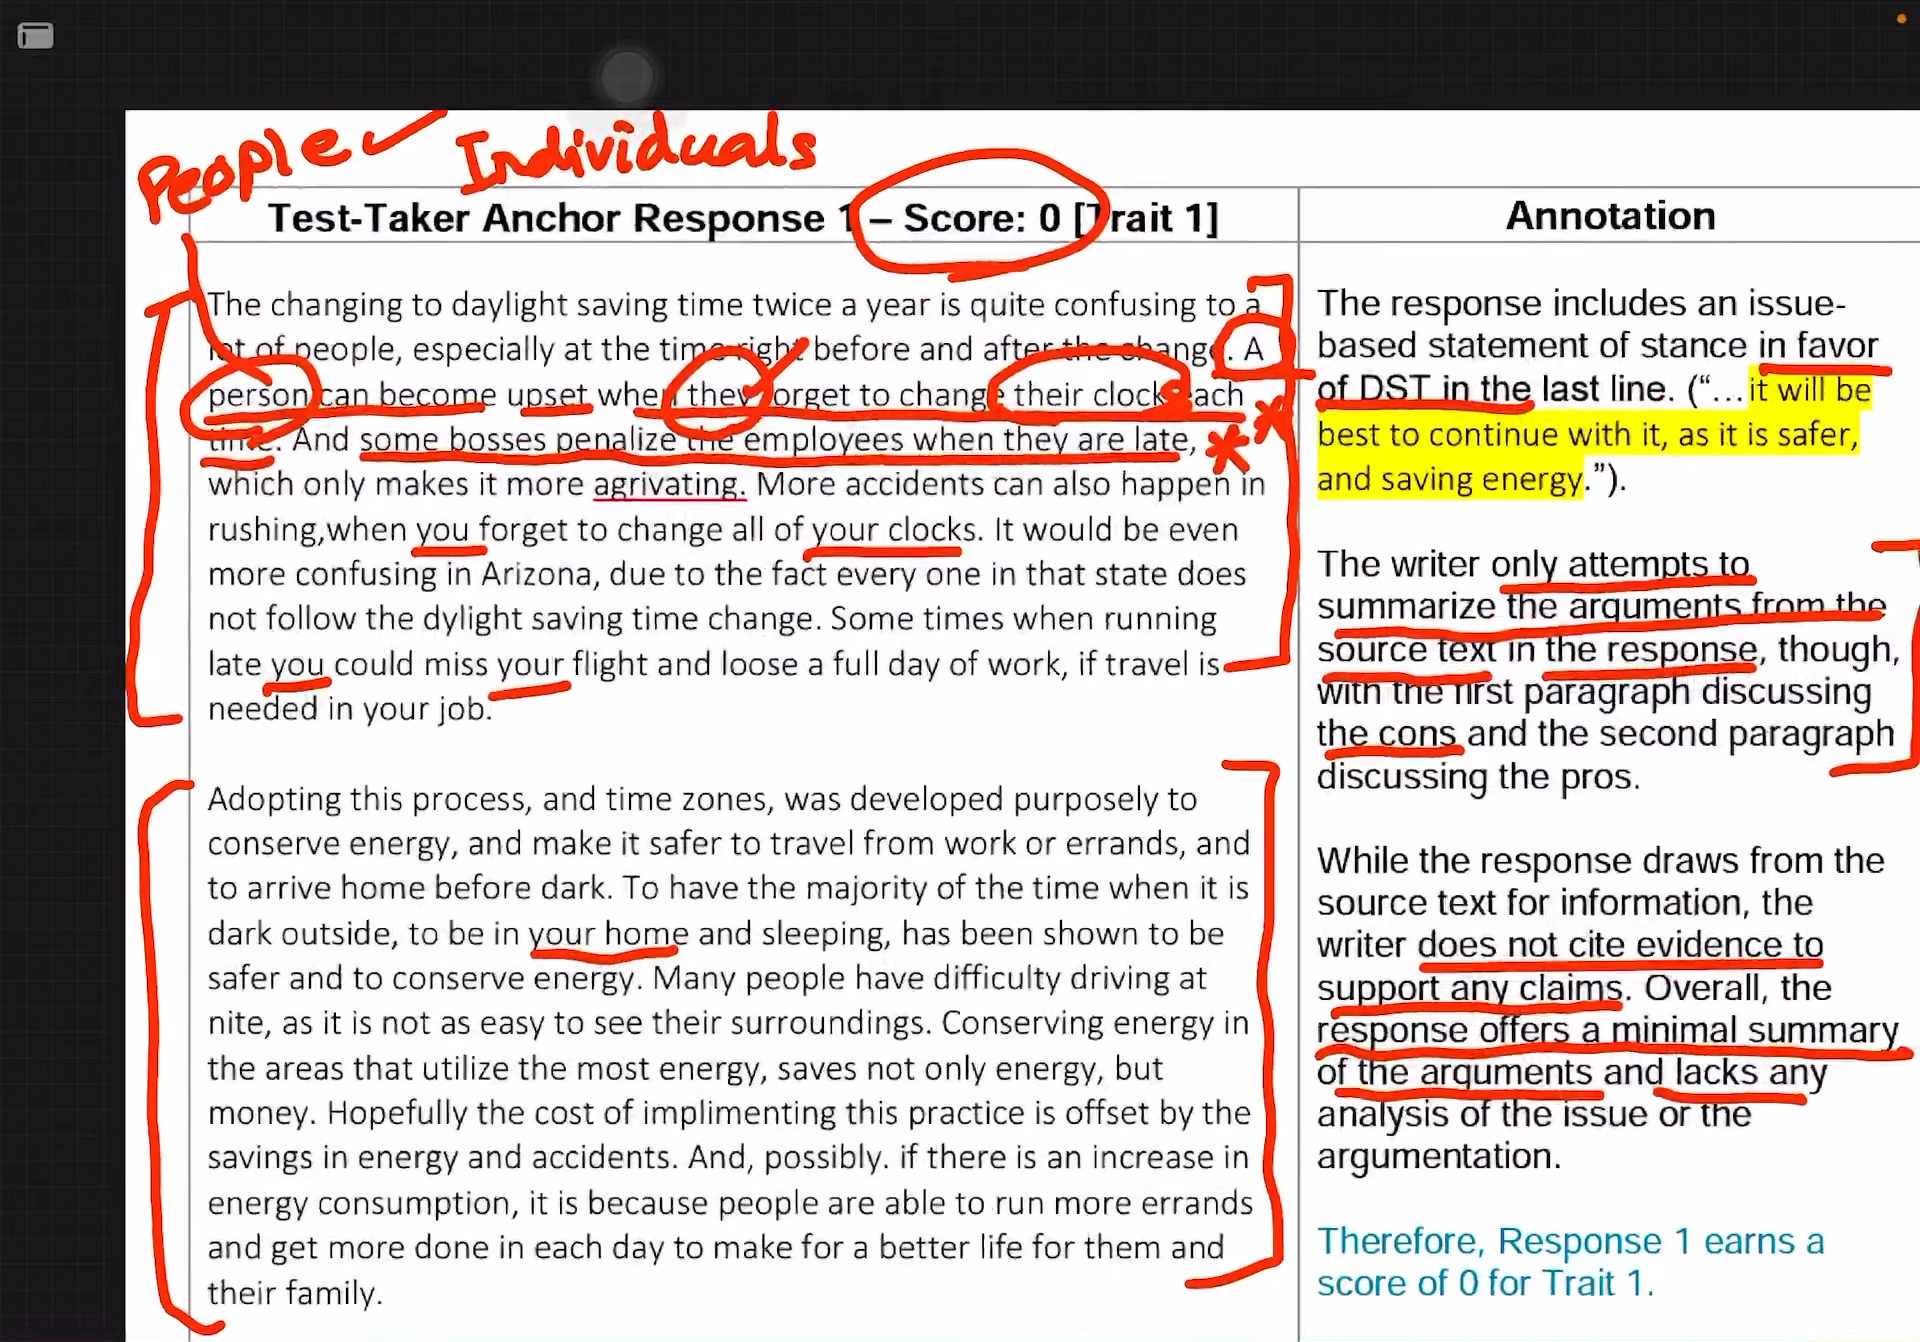 People Individuals
Test-Taker Anchor Response 1 – Score: 0 [Trait 1]
The changing to daylight saving time twice a year is quite confusing to a
lot of people, especially at the time right before and after the change. A
person can become upset when they forget to change their clocks each
time. And some bosses penalize the employees when they are late,
which only makes it more agrivating. More accidents can also happen in
rushing,when you forget to change all of your clocks. It would be even
more confusing in Arizona, due to the fact every one in that state does
not follow the dylight saving time change. Some times when running
late you could miss your flight and loose a full day of work, if travel is
needed in your job.
Adopting this process, and time zones, was developed purposely to
conserve energy, and make it safer to travel from work or errands, and
to arrive home before dark. To have the majority of the time when it is
dark outside, to be in your home and sleeping, has been shown to be
safer and to conserve energy. Many people have difficulty driving at
nite, as it is not as easy to see their surroundings. Conserving energy in
the areas that utilize the most energy, saves not only energy, but
money. Hopefully the cost of implimenting this practice is offset by the
savings in energy and accidents. And, possibly. if there is an increase in
energy consumption, it is because people are able to run more errands
and get more done in each day to make for a better life for them and
their family.
Annotation
The response includes an issue-
based statement of stance in favor
of DST in the last line. (“…it will be
best to continue with it, as it is safer,
and saving energy.”).
The writer only attempts to
summarize the arguments from the
source text in the response, though,
with the first paragraph discussing
the cons and the second paragraph
discussing the pros.
While the response draws from the
source text for information, the
writer does not cite evidence to
support any claims. Overall, the
response offers a minimal summary
of the arguments and lacks any
analysis of the issue or the
argumentation.
Therefore, Response 1 earns a
score of 0 for Trait 1.